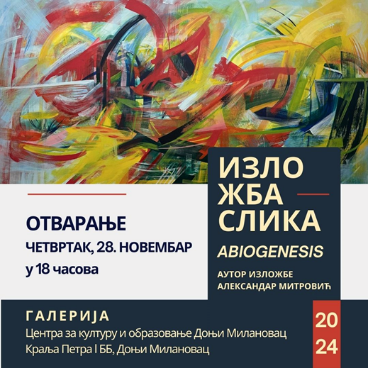 ИЗЛО
ЖБА
СЛИКА
ABIOGENESIS
АУТОР ИЗЛОЖБЕ
АЛЕКСАНДАР МИТРОВИЋ
ОТВАРАЊЕ
ЧЕТВРТАК, 28. НОВЕМБАР
у 18 часова
ГАЛЕРИЈА
Центра за културу и образовање Доњи Милановац
Краља Петра I ББ, Доњи Милановац
20
24